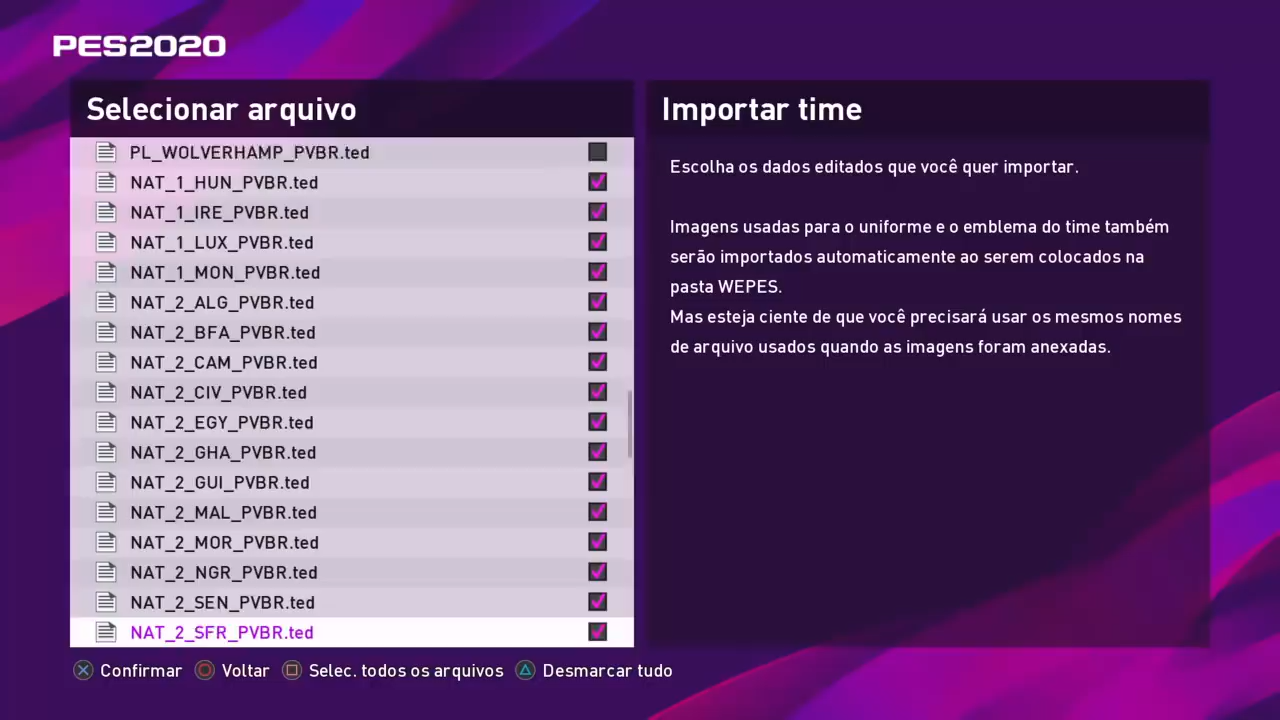 PES2020
Selecionar arquivo
PL_WOLVERHAMP_PVBR.ted
NAT_1_HUN_PVBR.ted
NAT_1_IRE_PVBR.ted
NAT_1_LUX_PVBR.ted
NAT_1_MON_PVBR.ted
NAT_2_ALG_PVBR.ted
NAT_2_BFA_PVBR.ted
NAT_2_CAM_PVBR.ted
NAT_2_CIV_PVBR.ted
NAT_2_EGY_PVBR.ted
NAT_2_GHA_PVBR.ted
NAT_2_GUI_PVBR.ted
NAT_2_MAL_PVBR.ted
NAT_2_MOR_PVBR.ted
NAT_2_NGR_PVBR.ted
NAT_2_SEN_PVBR.ted
NAT_2_SFR_PVBR.ted
Importar time
Escolha os dados editados que você quer importar.
Imagens usadas para o uniforme e o emblema do time também
serão importados automaticamente ao serem colocados na
pasta WEPES.
Mas esteja ciente de que você precisará usar os mesmos nomes
de arquivo usados quando as imagens foram anexadas.
Confirmar Voltar Selec. todos os arquivos Desmarcar tudo